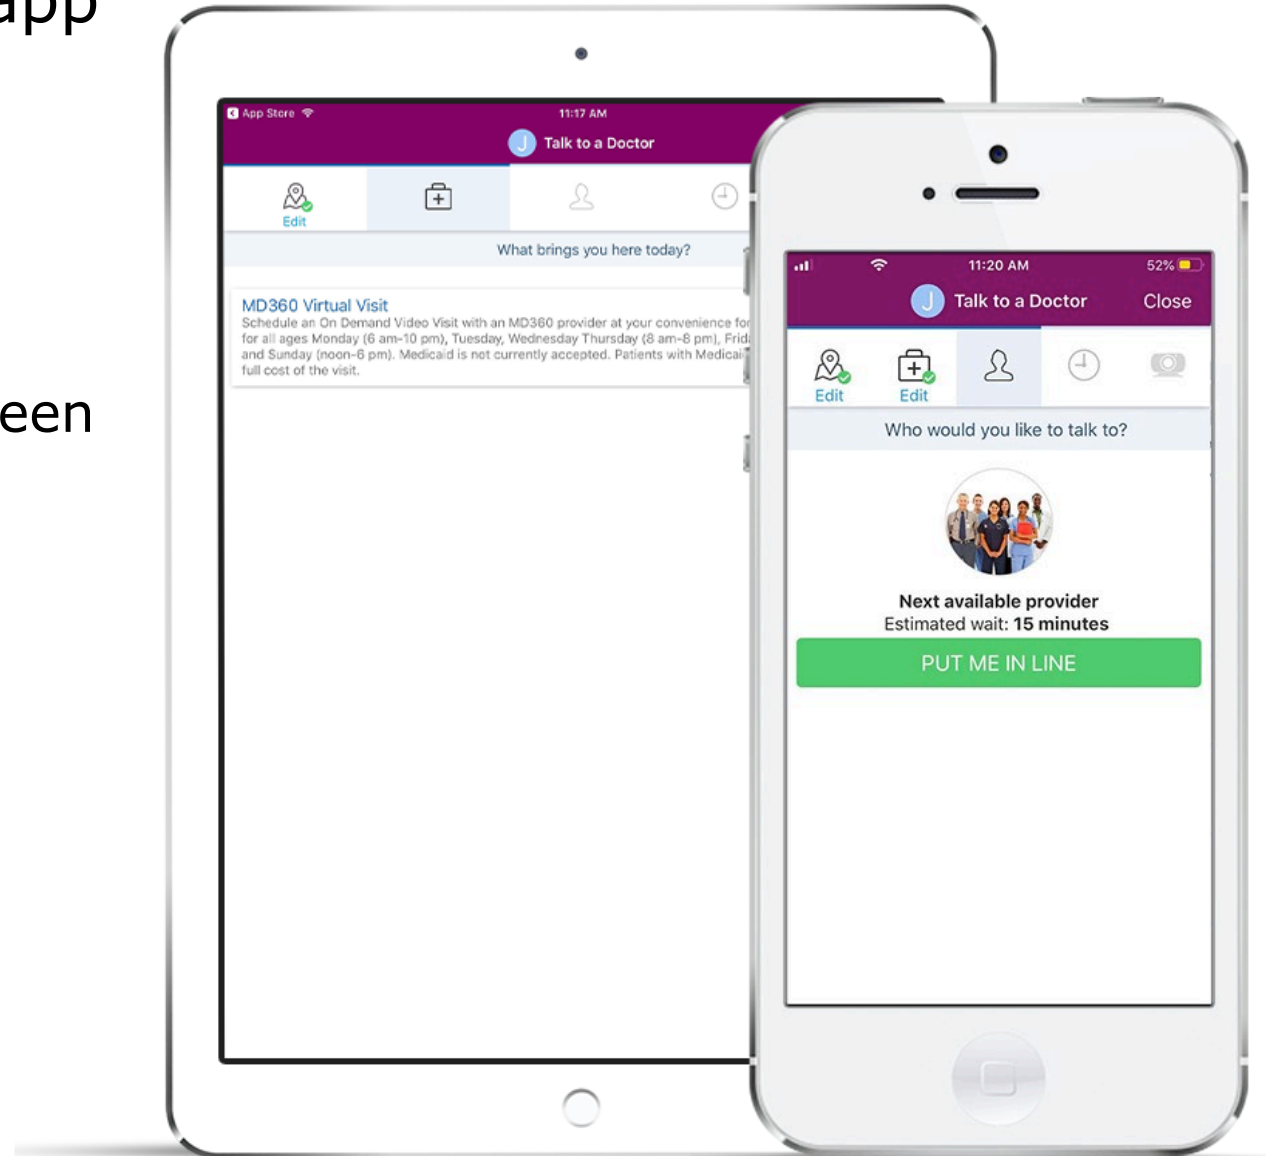 app
een
App Store
11:17 AM
J Talk to a Doctor
Edit
What brings you here today?
MD360 Virtual Visit
Schedule an On Demand Video Visit with an MD360 provider at your convenience for
for all ages Monday (6 am-10 pm), Tuesday, Wednesday Thursday (8 am-8 pm), Frid
and Sunday (noon-6 pm). Medicaid is not currently accepted. Patients with Medicai
full cost of the visit.
11:20 AM
52%
J Talk to a Doctor
Close
Edit
Edit
Who would you like to talk to?
Next available provider
Estimated wait: 15 minutes
PUT ME IN LINE